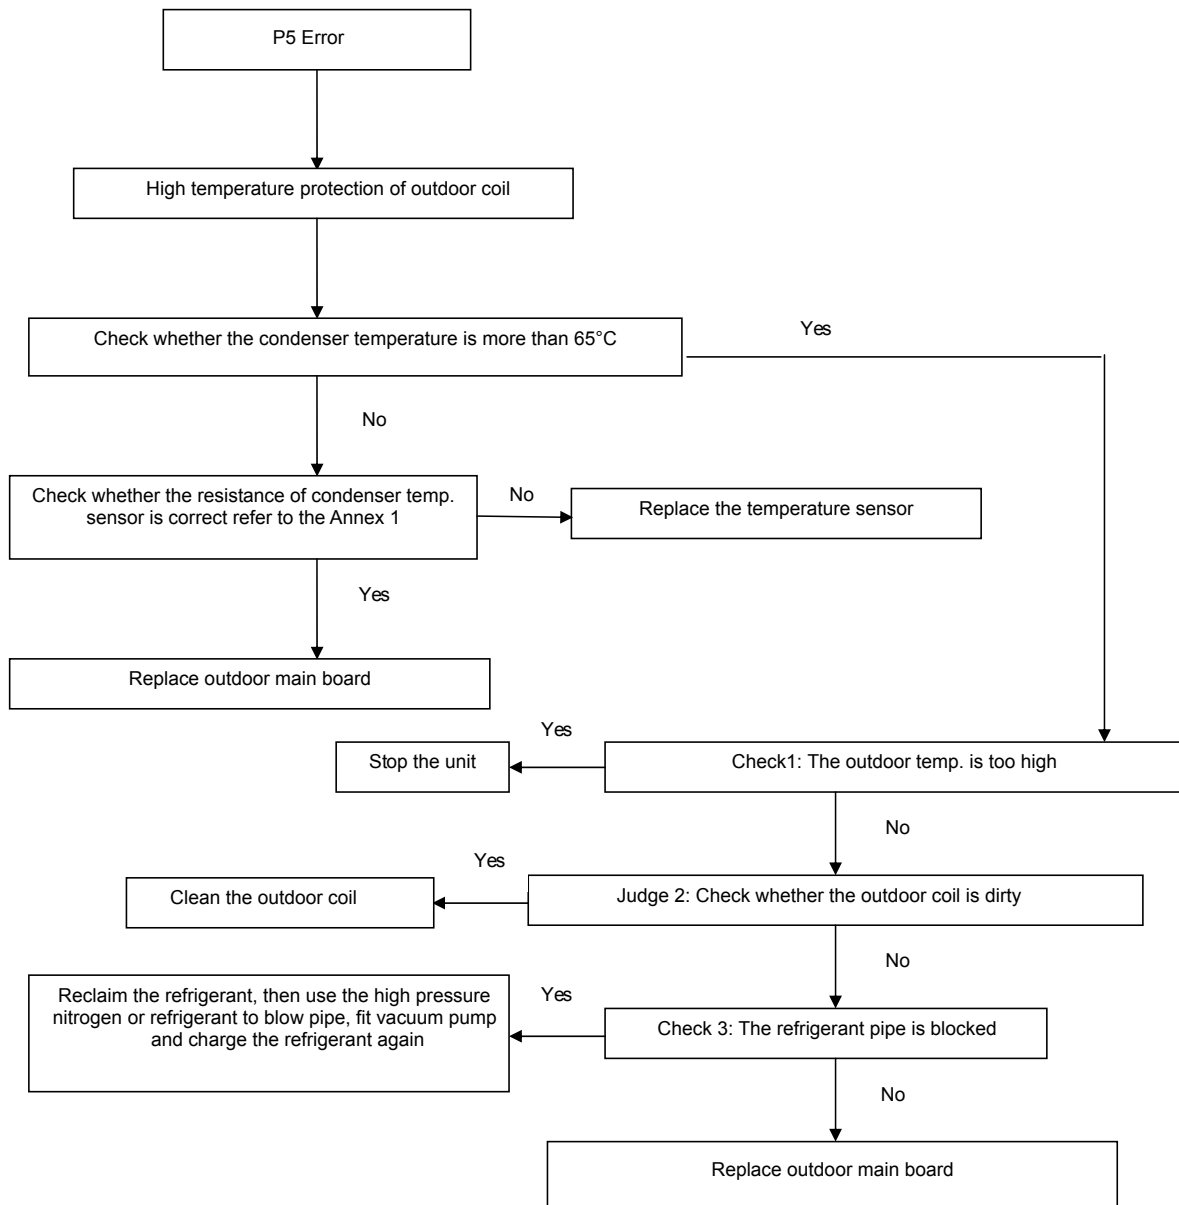 P5 Error
High temperature protection of outdoor coil
Check whether the condenser temperature is more than 65°C
Yes
No
Check whether the resistance of condenser temp.
sensor is correct refer to the Annex 1
No
Replace the temperature sensor
Yes
Replace outdoor main board
Yes
Stop the unit
Check1: The outdoor temp. is too high
No
Yes
Clean the outdoor coil
Judge 2: Check whether the outdoor coil is dirty
No
Reclaim the refrigerant, then use the high pressure
nitrogen or refrigerant to blow pipe, fit vacuum pump
and charge the refrigerant again
Yes
Check 3: The refrigerant pipe is blocked
No
Replace outdoor main board